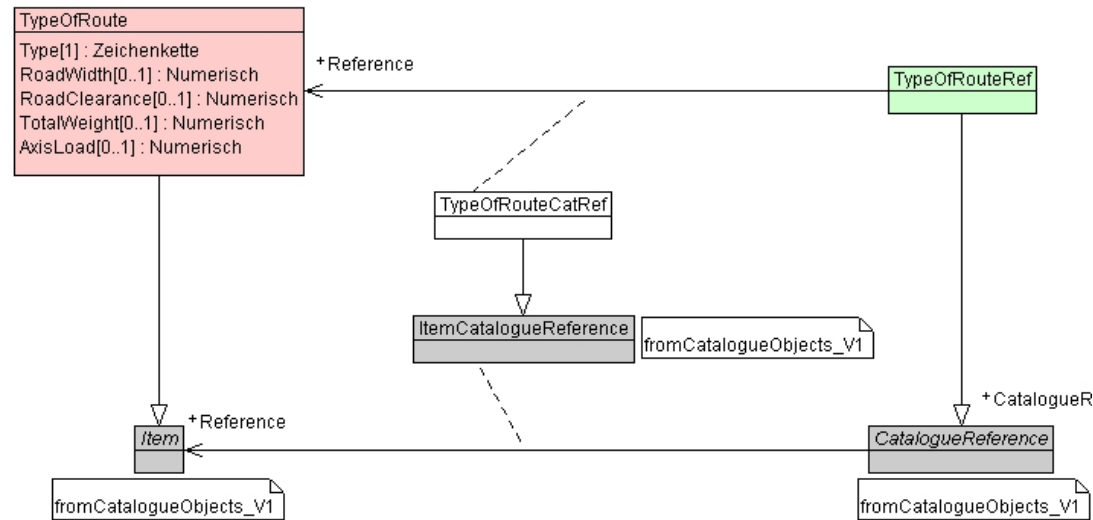 TypeOfRoute
Type[1] : Zeichenkette
RoadWidth[0..1] : Numerisch
RoadClearance[0..1] : Numerisch
TotalWeight[0..1] : Numerisch
AxisLoad[0..1] : Numerisch
+Reference
TypeOfRouteRef
TypeOfRouteCatRef
ItemCatalogueReference
fromCatalogueObjects_V1
+CatalogueR
+Reference
Item
CatalogueReference
fromCatalogueObjects_V1
fromCatalogueObjects_V1